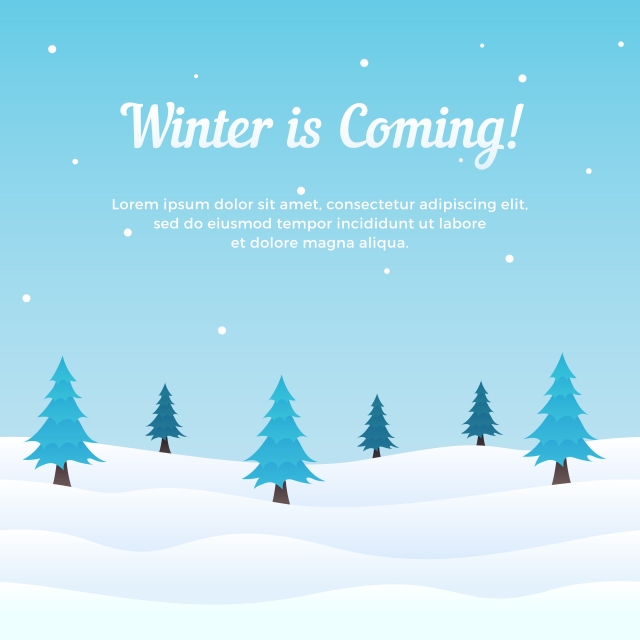 Winter is Coming!
Lorem ipsum dolor sit amet, consectetur adipiscing elit,
sed do eiusmod tempor incididunt ut labore
et dolore magna aliqua.